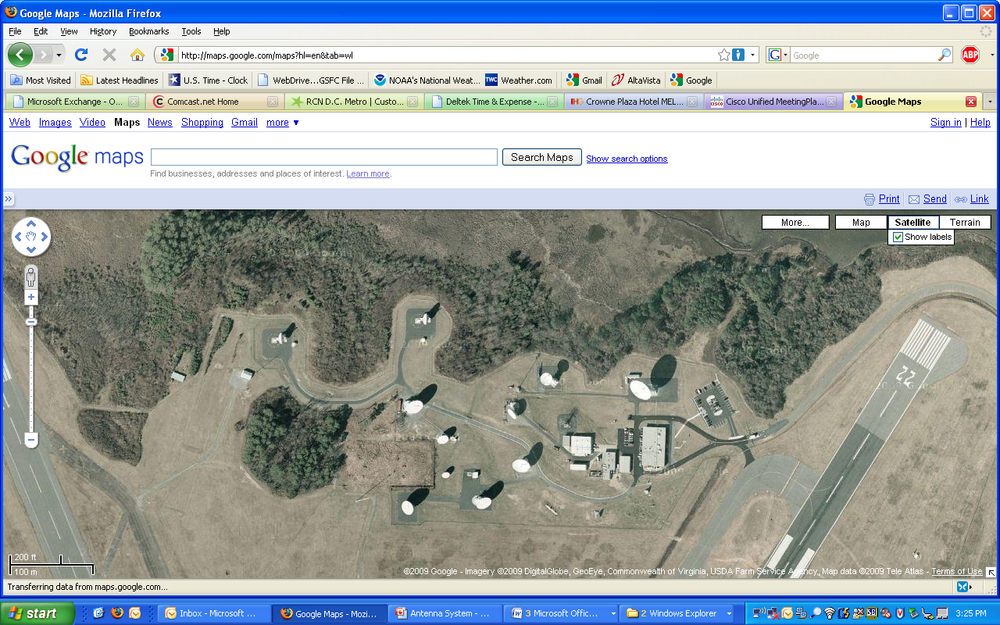 Google Maps - Mozilla Firefox
File Edit View History Bookmarks Tools Help
http://maps.google.com/maps?hl=en&tab=wl
Google
ABP
Most Visited Latest Headlines U.S. Time - Clock WebDrive...GSFC File ... NOAA's National Weat... TWC Weather.com Gmail AltaVista Google
Microsoft Exchange - O... Comcast.net Home RCN D.C. Metro | Custo... Deltek Time & Expense -... IHG Crowne Plaza Hotel MEL... cisco Cisco Unified MeetingPla... Google Maps
Web Images Video Maps News Shopping Gmail more ▼ Sign in | Help
Google maps Search Maps Show search options
Find businesses, addresses and places of interest. Learn more.
» Print Send Link
More... Map Satellite Terrain
Show labels
22
200 ft
100 m
©2009 Google - Imagery ©2009 DigitalGlobe, GeoEye, Commonwealth of Virginia, USDA Farm Service Agency, Map data ©2009 Tele Atlas - Terms of Use
Transferring data from maps.google.com...
start Inbox - Microsoft ... Google Maps - Mozi... Antenna System - ... 3 Microsoft Offic... 2 Windows Explorer 3:25 PM